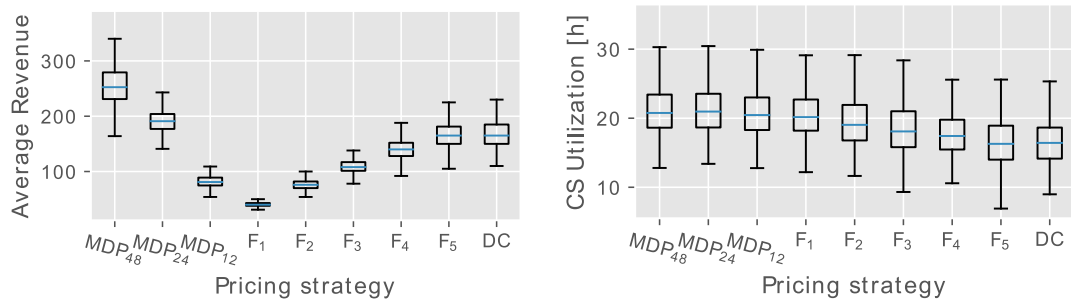 Average Revenue
300
200
100
MDP48 MDP24 MDP12 F1 F2 F3 F4 F5 DC
Pricing strategy
CS Utilization [h]
30
20
10
MDP48 MDP24 MDP12 F1 F2 F3 F4 F5 DC
Pricing strategy